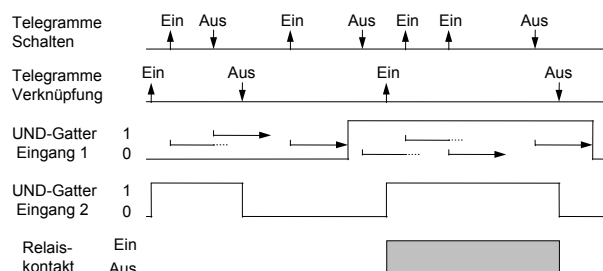 Telegramme Schalten
Ein Aus Ein Aus Ein Ein Aus
Telegramme Verknüpfung
Ein Aus Ein Aus
UND-Gatter 1
Eingang 1 0
UND-Gatter 1
Eingang 2 0
Relais- Ein
kontakt Aus